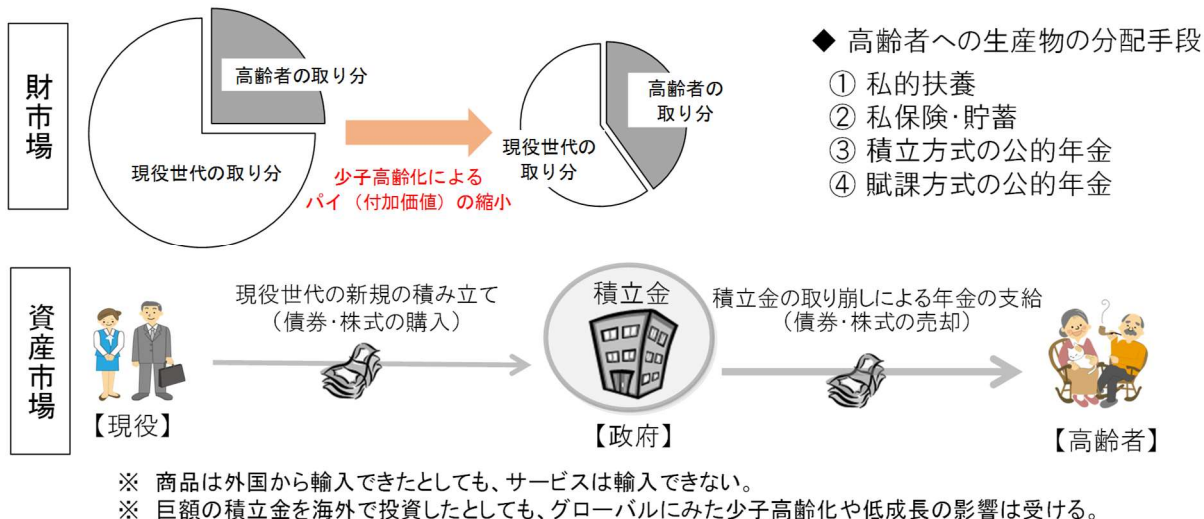 財市場
高齢者の取り分
現役世代の取り分
少子高齢化による
パイ（付加価値）の縮小
高齢者の
取り分
現役世代の
取り分
◆ 高齢者への生産物の分配手段
① 私的扶養
② 私保険・貯蓄
③ 積立方式の公的年金
④ 賦課方式の公的年金
資産市場
【現役】
現役世代の新規の積み立て
（債券・株式の購入）
積立金
【政府】
積立金の取り崩しによる年金の支給
（債券・株式の売却）
【高齢者】
※ 商品は外国から輸入できたとしても、サービスは輸入できない。
※ 巨額の積立金を海外で投資したとしても、グローバルにみた少子高齢化や低成長の影響は受ける。